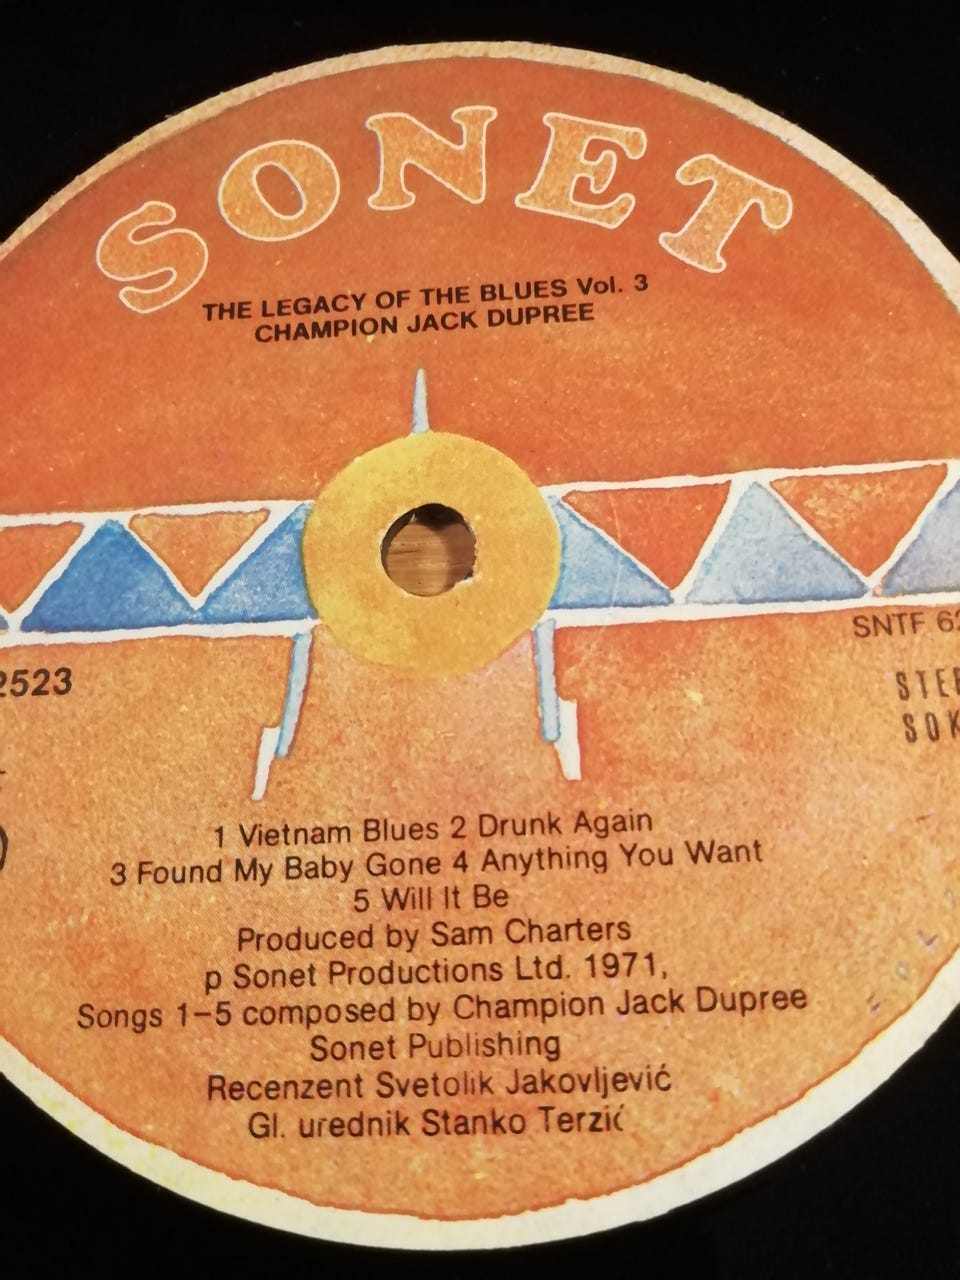 SONET
THE LEGACY OF THE BLUES Vol. 3
CHAMPION JACK DUPREE
SNTF 62
2523
STE
SOK
1 Vietnam Blues 2 Drunk Again
3 Found My Baby Gone 4 Anything You Want
5 Will It Be
Produced by Sam Charters
p Sonet Productions Ltd. 1971,
Songs 1–5 composed by Champion Jack Dupree
Sonet Publishing
Recenzent Svetolik Jakovljević
Gl. urednik Stanko Terzić